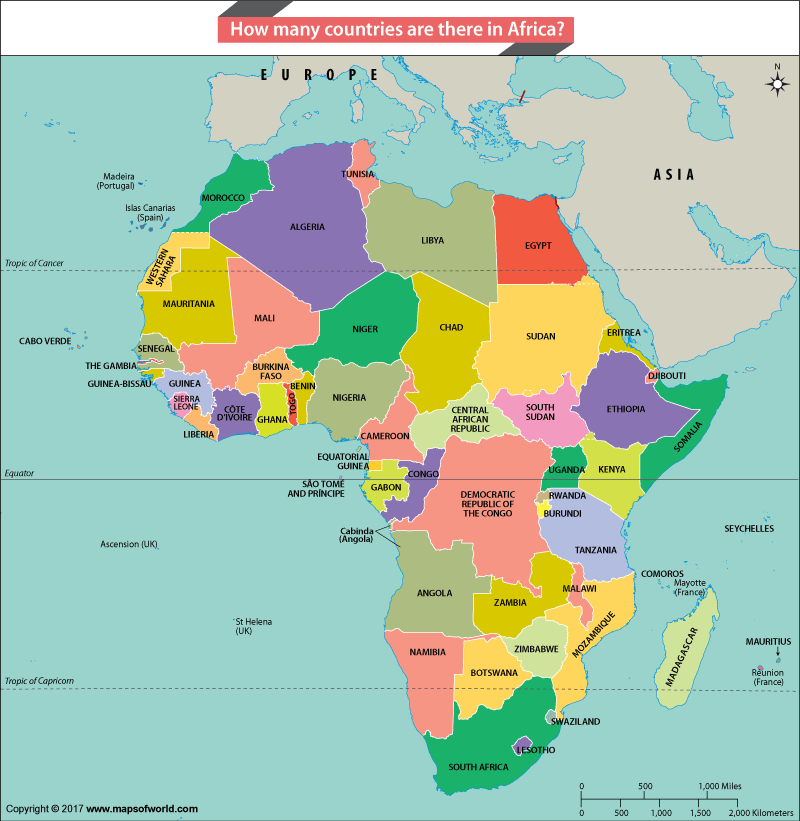 How many countries are there in Africa?
EUROPE
N
ASIA
Madeira
(Portugal)
Islas Canarias
(Spain)
TUNISIA
MOROCCO
ALGERIA
LIBYA
EGYPT
Tropic of Cancer
WESTERN
SAHARA
MAURITANIA
MALI
NIGER
CHAD
SUDAN
ERITREA
CABO VERDE
SENEGAL
THE GAMBIA
GUINEA-BISSAU
GUINEA
BURKINA
FASO
DJIBOUTI
SIERRA
LEONE
CÔTE
D'IVOIRE
GHANA
TOGO
BENIN
NIGERIA
CENTRAL
AFRICAN
REPUBLIC
SOUTH
SUDAN
ETHIOPIA
SOMALIA
LIBERIA
CAMEROON
EQUATORIAL
GUINEA
Equator
SÃO TOMÉ
AND PRÍNCIPE
GABON
CONGO
DEMOCRATIC
REPUBLIC OF
THE CONGO
UGANDA
KENYA
RWANDA
BURUNDI
Cabinda
(Angola)
TANZANIA
SEYCHELLES
Ascension (UK)
COMOROS
Mayotte
(France)
ANGOLA
ZAMBIA
MALAWI
St Helena
(UK)
MOZAMBIQUE
ZIMBABWE
NAMIBIA
BOTSWANA
MADAGASCAR
MAURITIUS
Réunion
(France)
Tropic of Capricorn
SWAZILAND
LESOTHO
SOUTH AFRICA
0 500 1,000 Miles
0 500 1,000 1,500 2,000 Kilometers
Copyright © 2017 www.mapsofworld.com